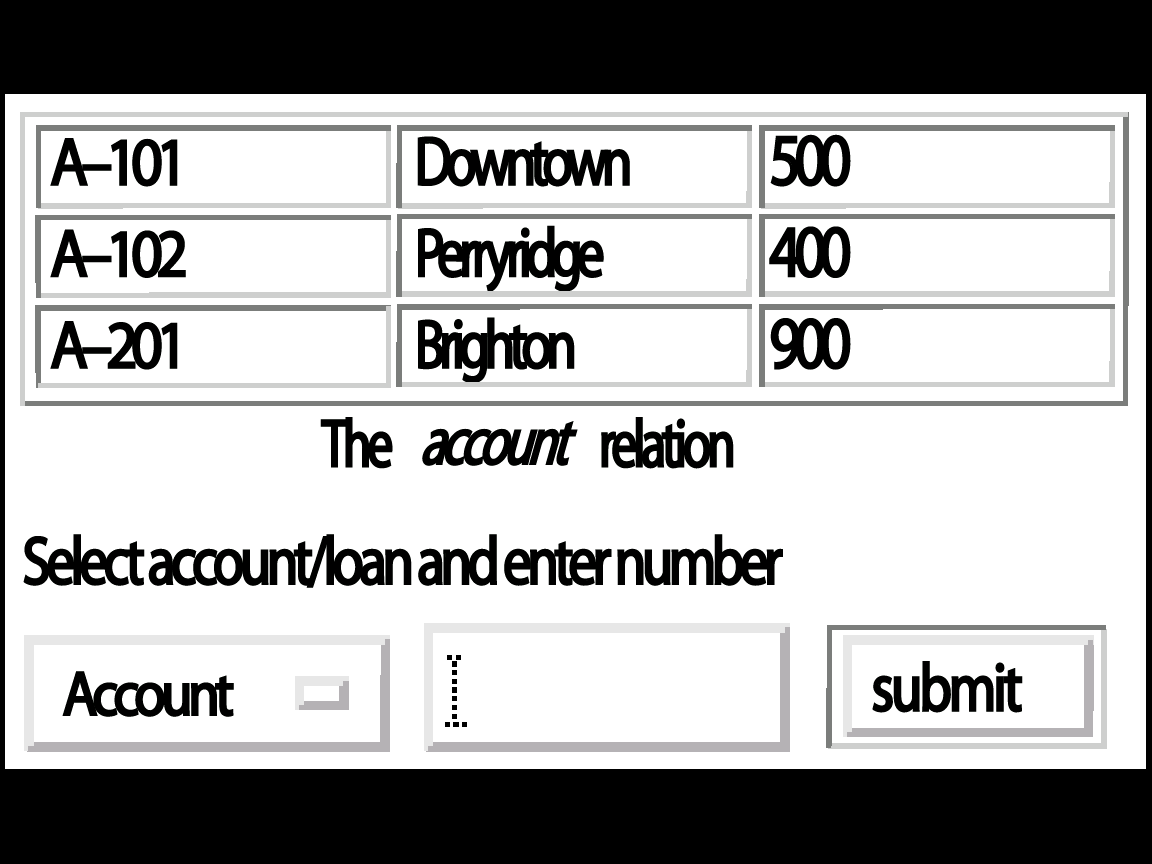 A–101 Downtown 500
A–102 Perryridge 400
A–201 Brighton 900
The account relation
Select account/loan and enter number
Account submit